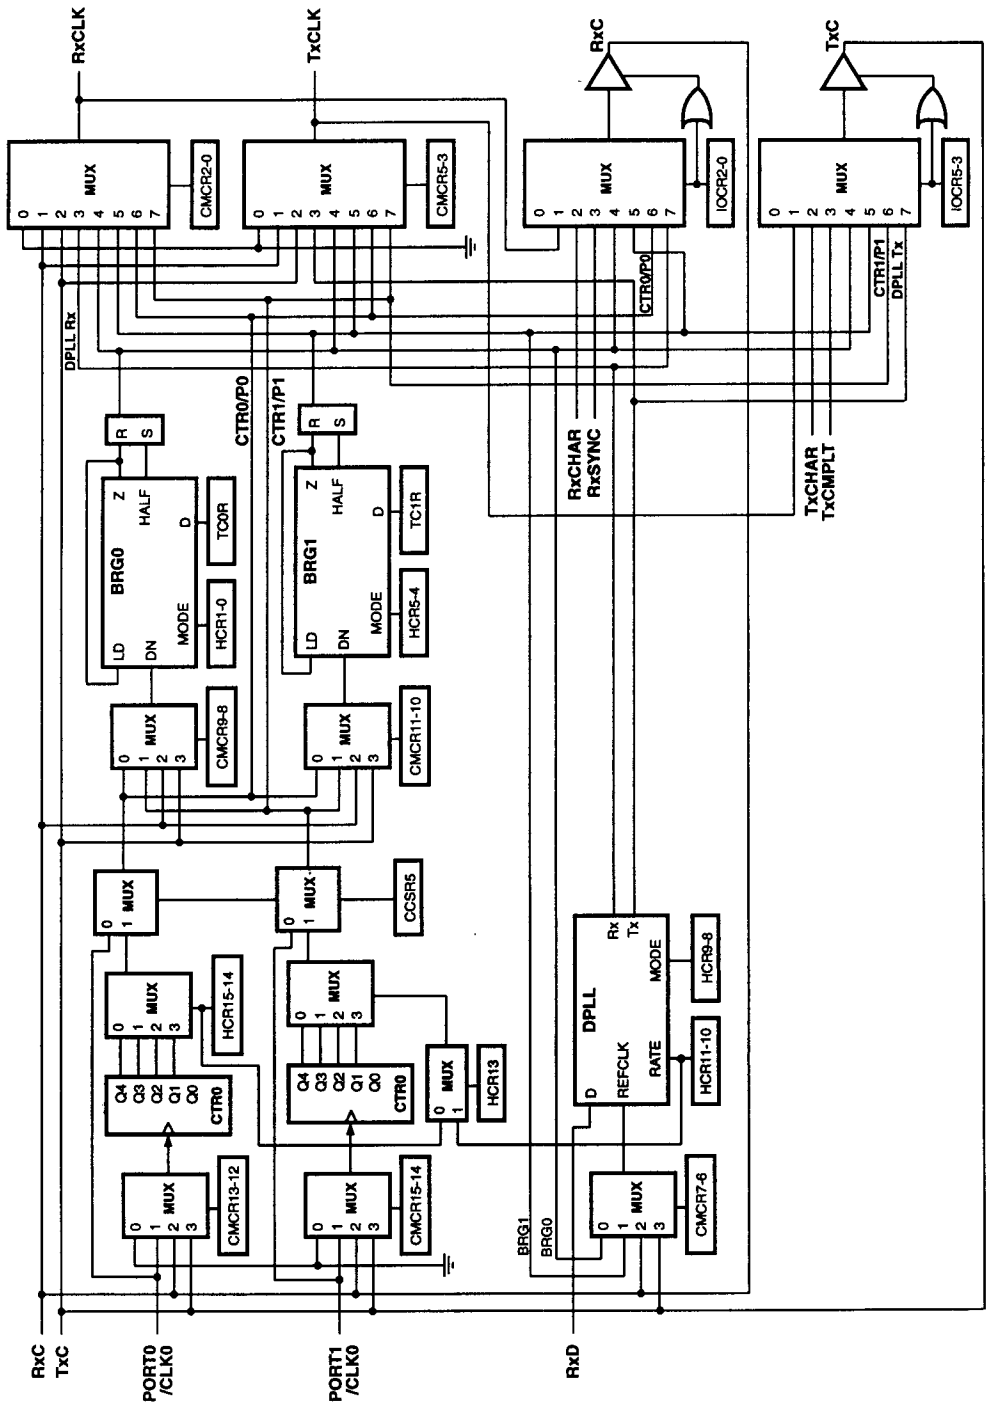 RxCLK
MUX
0 1 2 3 4 5 6 7
CMCR2-0
TxCLK
MUX
0 1 2 3 4 5 6 7
CMCR5-3
RxC
MUX
0 1 2 3 4 5 6 7
IOCR2-0
TxC
MUX
0 1 2 3 4 5 6 7
IOCR5-3
DPLL Rx
CTR0/P0
CTR1/P1
DPLL Tx
CTR0/P0
CTR1/P1
R S
R S
RxCHAR
RxSYNC
TxCHAR
TxCMPLT
BRG0
LD
DN
Z
HALF
MODE
D
HCR1-0
TC0R
BRG1
LD
DN
Z
HALF
MODE
D
HCR5-4
TC1R
MUX
0 1 2 3
CMCR9-8
MUX
0 1 2 3
CMCR11-10
MUX
0 1
MUX
0 1
CCSR5
MUX
0 1 2 3
HCR15-14
MUX
0 1 2 3
CTR0
Q4 Q3 Q2 Q1 Q0
CTR0
Q4 Q3 Q2 Q1 Q0
MUX
0 1
HCR13
DPLL
D
REFCLK
RATE
MODE
Rx
Tx
HCR11-10
HCR9-8
MUX
0 1 2 3
CMCR13-12
MUX
0 1 2 3
CMCR15-14
BRG1
BRG0
MUX
0 1 2 3
CMCR7-6
RxC
TxC
PORT0
/CLK0
PORT1
/CLK0
RxD